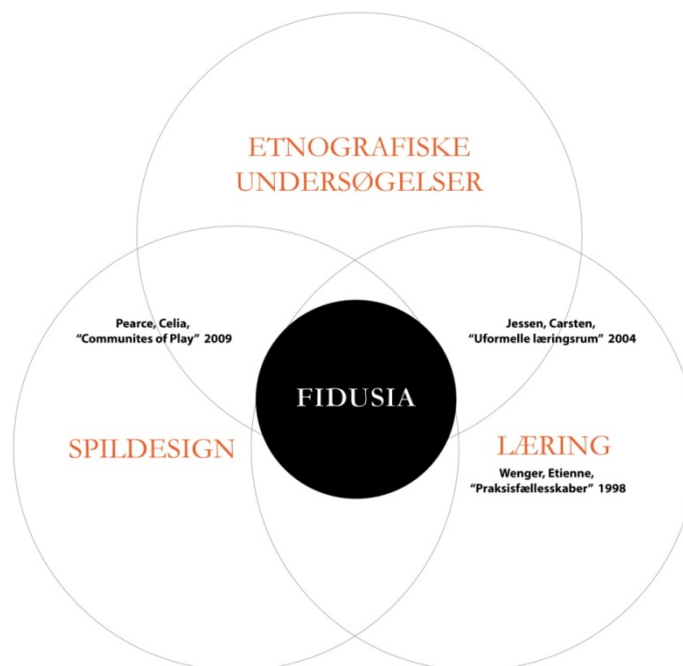 ETNOGRAFISKE
UNDERSØGELSER
Pearce, Celia,
“Communites of Play” 2009
Jessen, Carsten,
“Uformelle læringsrum” 2004
FIDUSIA
SPILDESIGN
LÆRING
Wenger, Etienne,
“Praksisfællesskaber” 1998